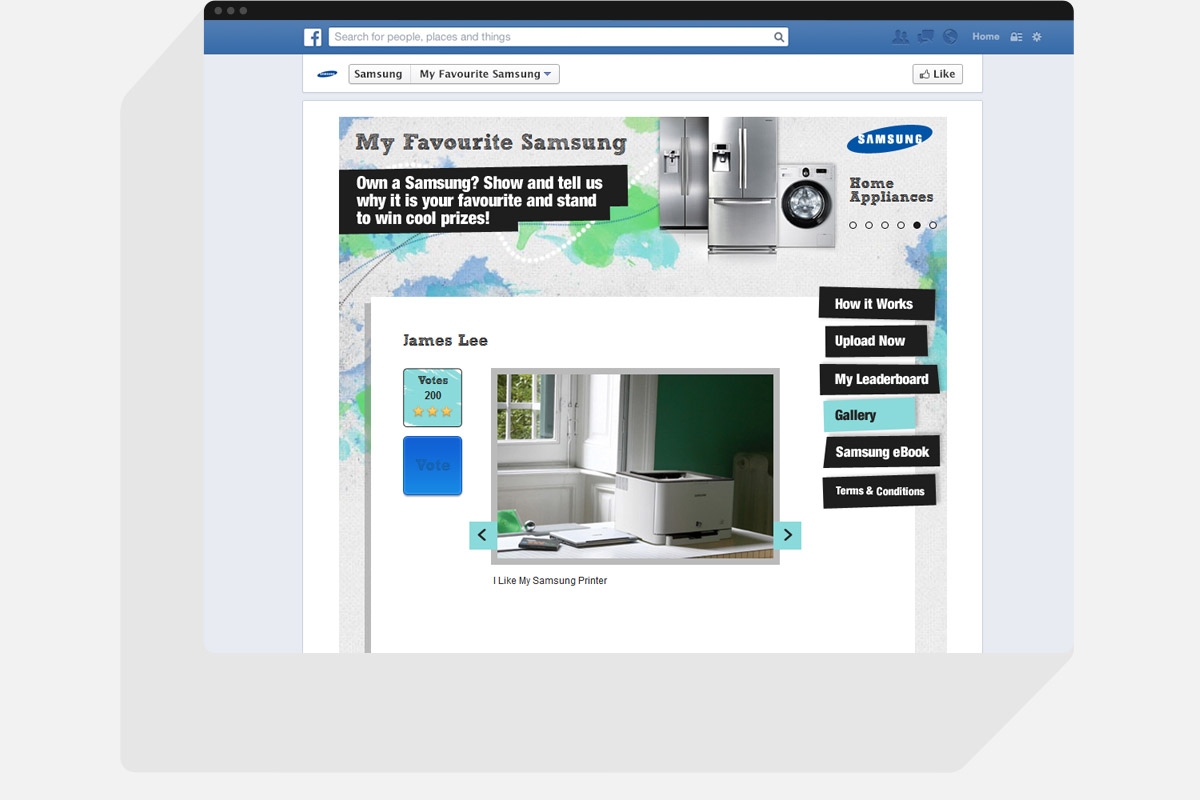 Search for people, places and things
Home
Samsung
My Favourite Samsung
Like
My Favourite Samsung
Own a Samsung? Show and tell us
why it is your favourite and stand
to win cool prizes!
SAMSUNG
Home
Appliances
How it Works
Upload Now
My Leaderboard
Gallery
Samsung eBook
Terms & Conditions
James Lee
Votes
200
Vote
I Like My Samsung Printer